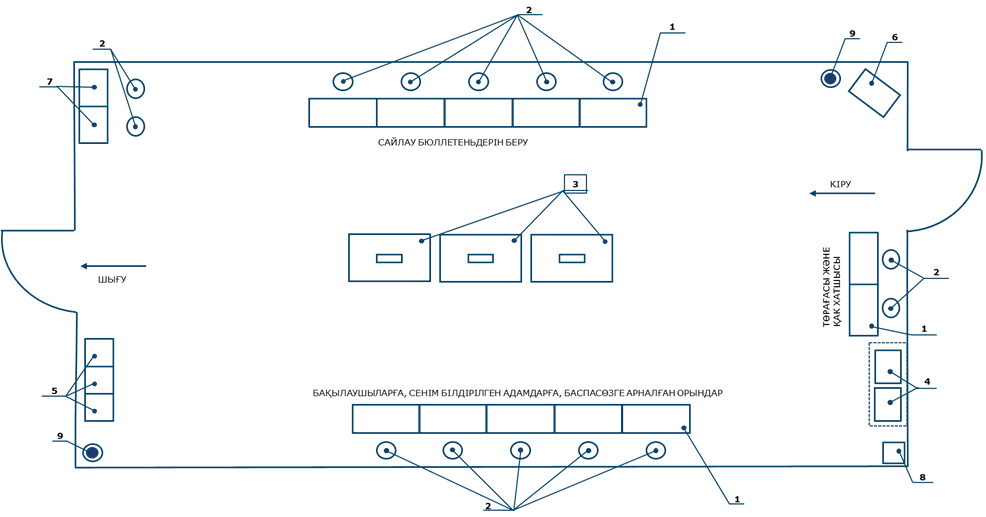 2
1
2
9
6
7
САЙЛАУ БЮЛЛЕТЕНЬДЕРІН БЕРУ
3
КІРУ
ШЫҒУ
ТӨРАҒАСЫ ЖӘНЕ
ҚАК ХАТШЫСЫ
2
1
4
5
БАҚЫЛАУШЫЛАРҒА, СЕНІМ БІЛДІРІЛГЕН АДАМДАРҒА, БАСПАСӨЗГЕ АРНАЛҒАН ОРЫНДАР
9
8
2
1